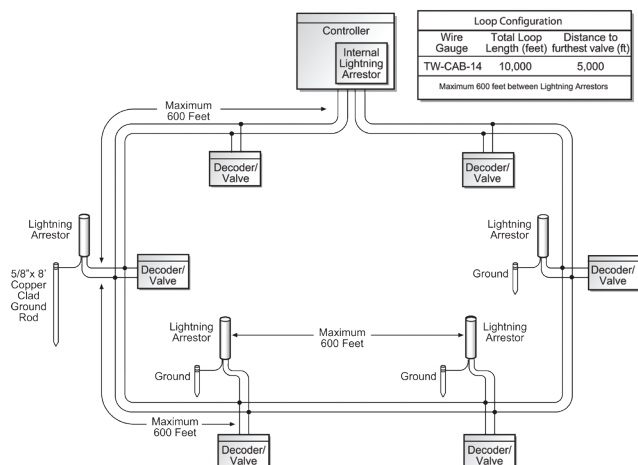 Controller
Internal
Lightning
Arrestor
Loop Configuration
Wire Gauge Total Loop Length (feet) Distance to furthest valve (ft)
TW-CAB-14 10,000 5,000
Maximum 600 feet between Lightning Arrestors
Maximum
600 Feet
Decoder/
Valve
Decoder/
Valve
Lightning
Arrestor
5/8"x 8'
Copper
Clad
Ground
Rod
Decoder/
Valve
Lightning
Arrestor
Ground
Decoder/
Valve
Lightning
Arrestor
Ground
Maximum
600 Feet
Lightning
Arrestor
Ground
Maximum
600 Feet
Decoder/
Valve
Decoder/
Valve